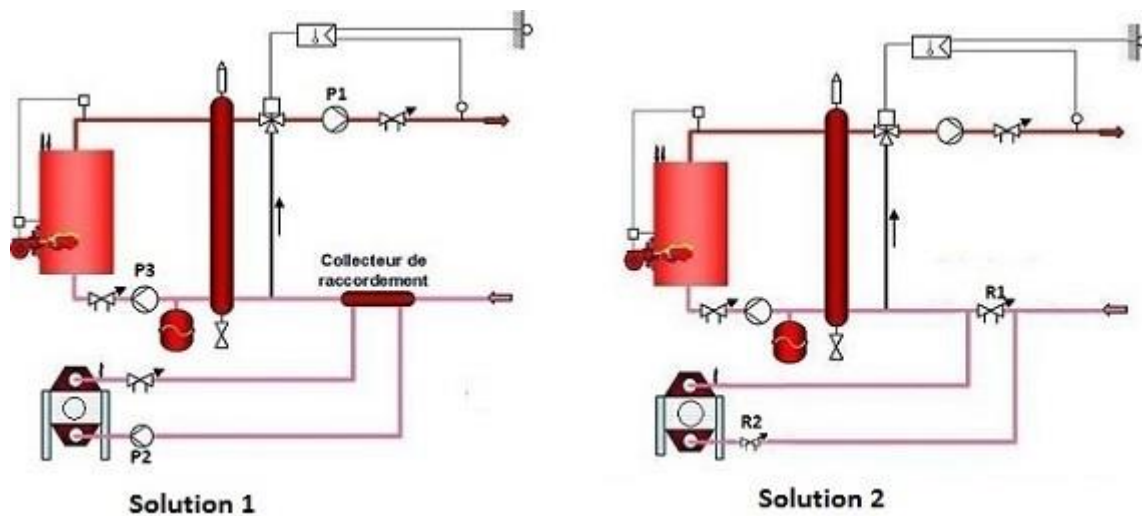 P1
P3
Collecteur de
raccordement
P2
Solution 1
R1
R2
Solution 2